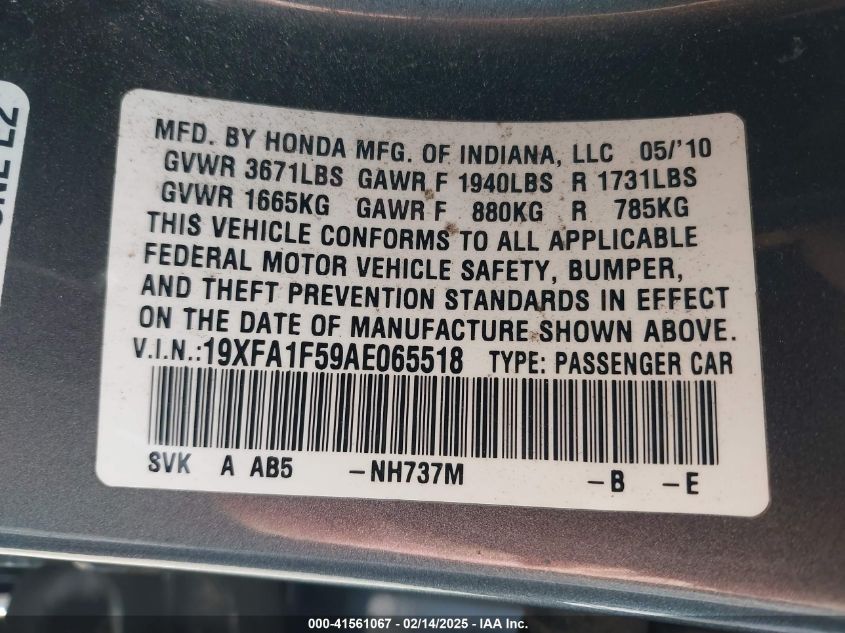 MFD. BY HONDA MFG. OF INDIANA, LLC 05/'10
GVWR 3671LBS GAWR F 1940LBS R 1731LBS
GVWR 1665KG GAWR F 880KG R 785KG
THIS VEHICLE CONFORMS TO ALL APPLICABLE
FEDERAL MOTOR VEHICLE SAFETY, BUMPER,
AND THEFT PREVENTION STANDARDS IN EFFECT
ON THE DATE OF MANUFACTURE SHOWN ABOVE.
V.I.N.:19XFA1F59AE065518 TYPE: PASSENGER CAR
SVK A AB5 -NH737M -B -E
000-41561067 - 02/14/2025 - IAA Inc.